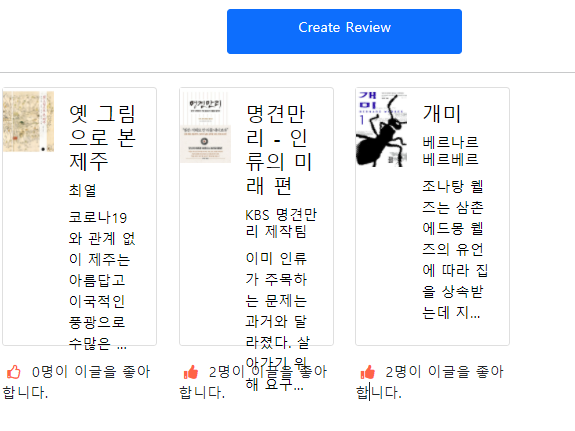 Create Review
옛 그림
으로 본
제주
최열
코로나19
와 관계 없
이 제주는
아름답고
이국적인
풍광으로
수많은 ...
0명이 이글을 좋아
합니다.
명견만리
명견만
리 - 인
류의 미
래 편
KBS 명견만
리 제작팀
이미 인류
가 주목하
는 문제는
과거와 달
라졌다. 살
아가기 위
해 요구...
2명이 이글을 좋아
합니다.
개미
1
개미
베르나르
베르베르
조나탕 웰
즈는 삼촌
에드몽 웰
즈의 유언
에 따라 집
을 상속받
는데 지...
2명이 이글을 좋아
합니다.